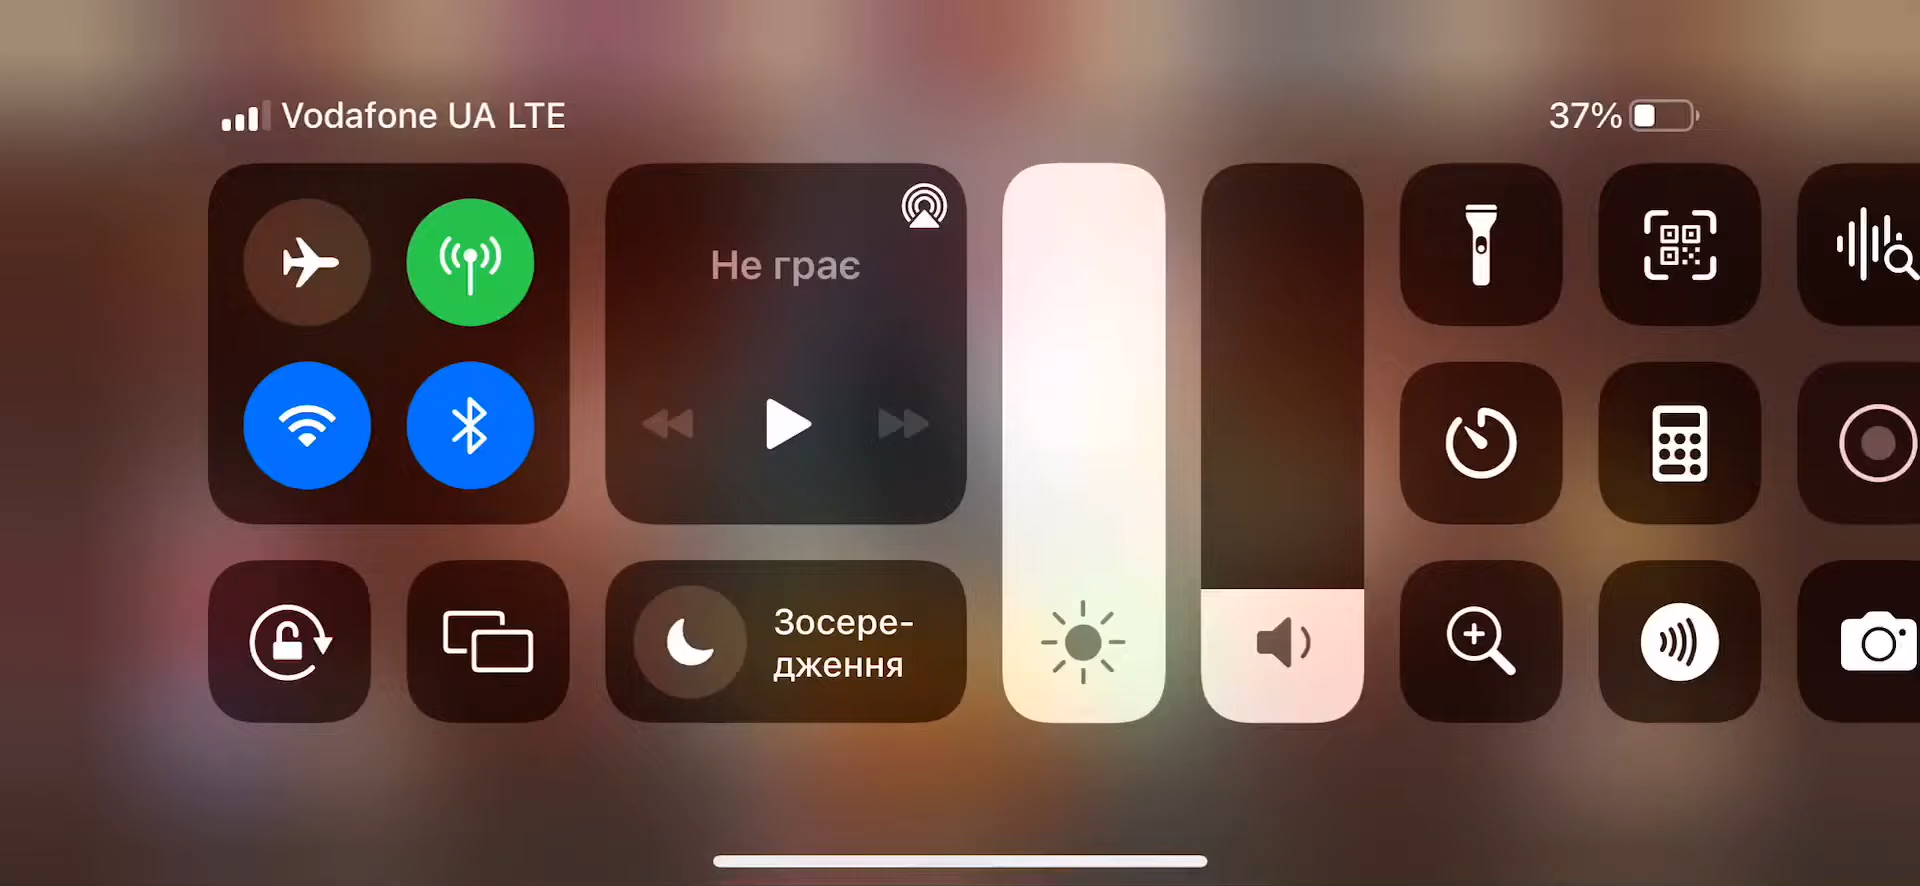 Vodafone UA LTE
37%
Не грає
Зосере-
дження